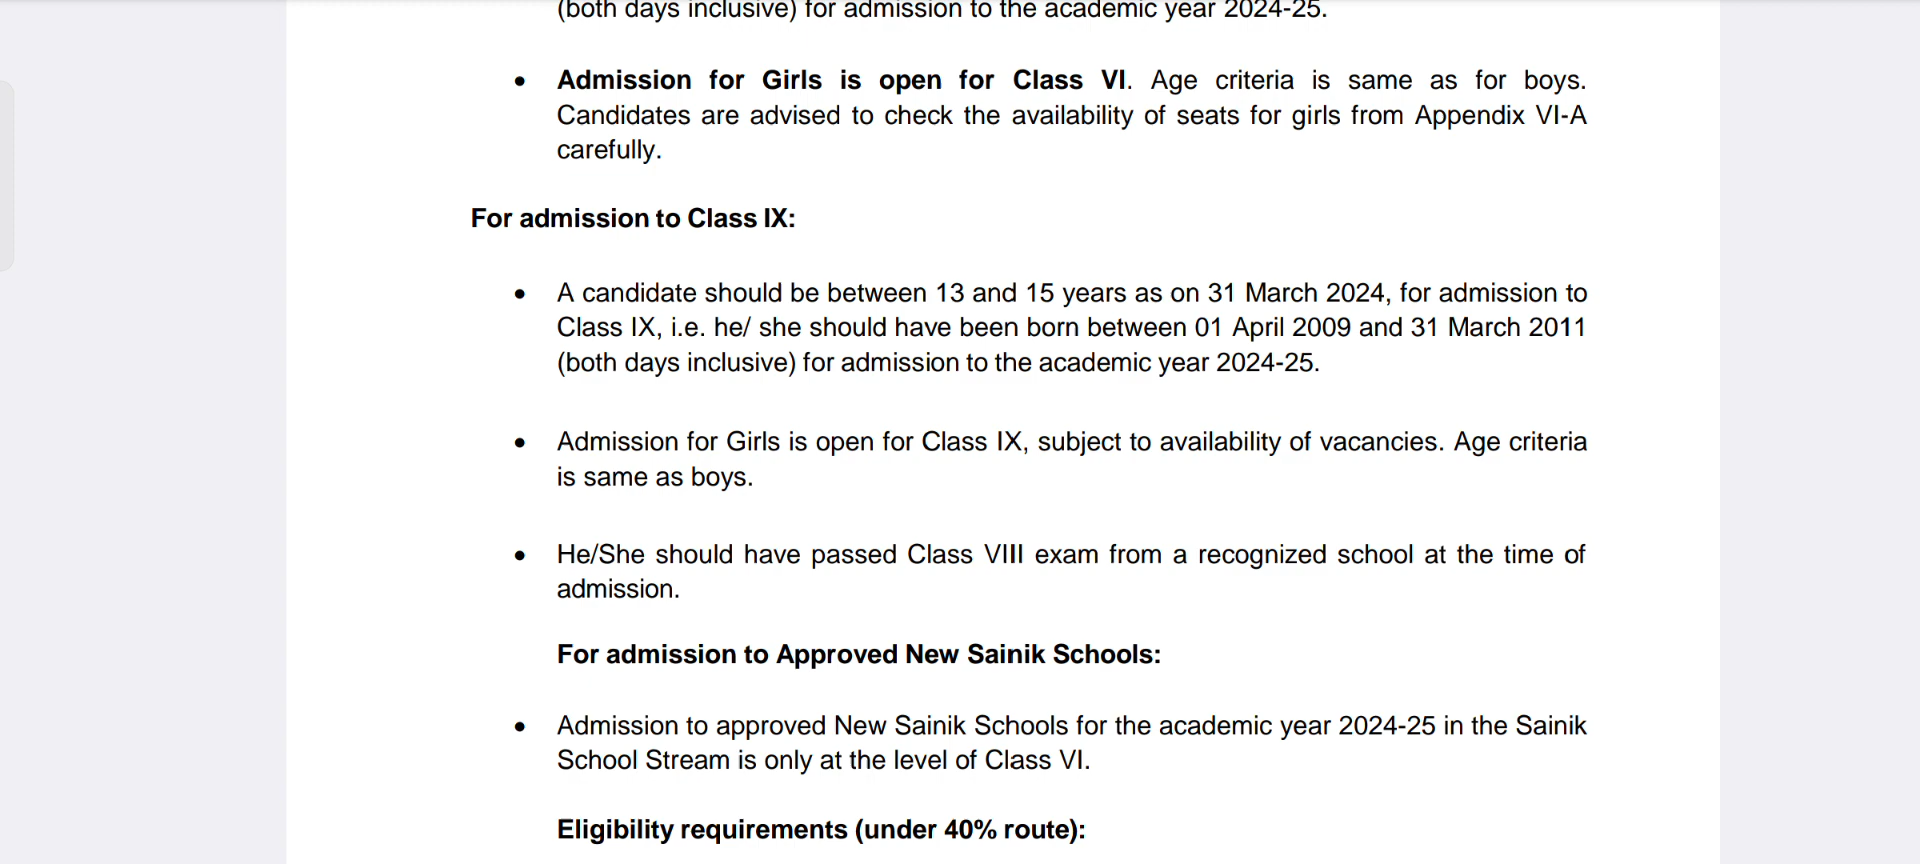 (both days inclusive) for admission to the academic year 2024-25.
• Admission for Girls is open for Class VI. Age criteria is same as for boys.
Candidates are advised to check the availability of seats for girls from Appendix VI-A
carefully.
For admission to Class IX:
• A candidate should be between 13 and 15 years as on 31 March 2024, for admission to
Class IX, i.e. he/ she should have been born between 01 April 2009 and 31 March 2011
(both days inclusive) for admission to the academic year 2024-25.
• Admission for Girls is open for Class IX, subject to availability of vacancies. Age criteria
is same as boys.
• He/She should have passed Class VIII exam from a recognized school at the time of
admission.
For admission to Approved New Sainik Schools:
• Admission to approved New Sainik Schools for the academic year 2024-25 in the Sainik
School Stream is only at the level of Class VI.
Eligibility requirements (under 40% route):